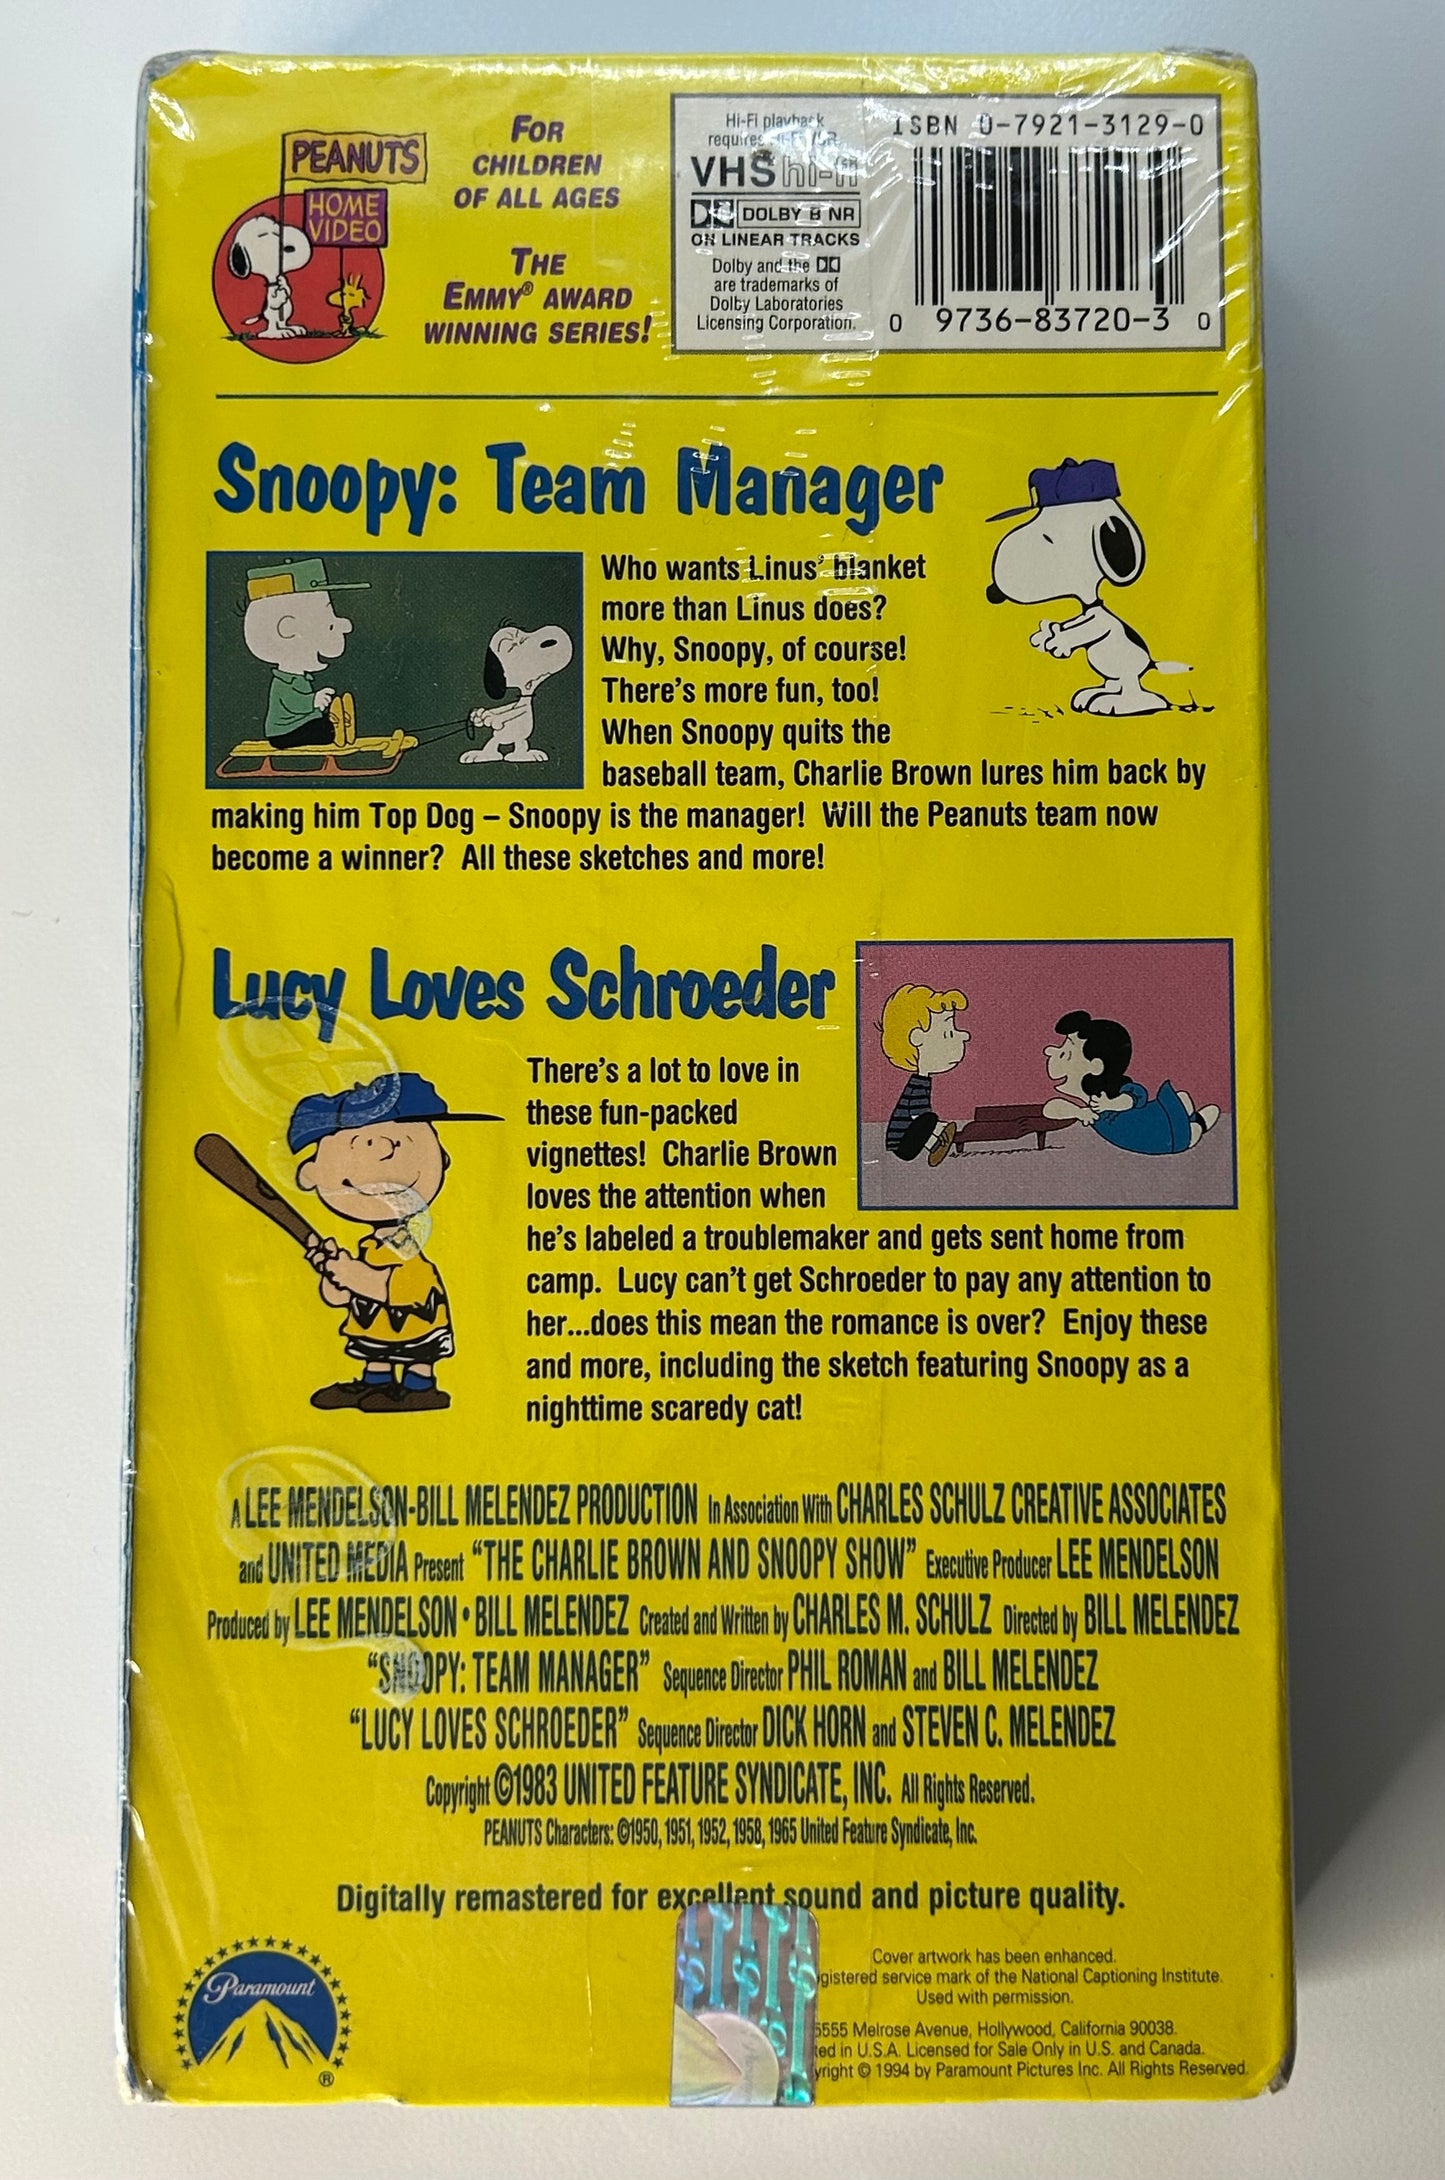 PEANUTS
HOME
VIDEO
FOR
CHILDREN
OF ALL AGES
THE
EMMY® AWARD
WINNING SERIES!
Hi-Fi playback
requires
VHS hi-fi
DOLBY B NR
ON LINEAR TRACKS
Dolby and the
are trademarks of
Dolby Laboratories
Licensing Corporation.
ISBN 0-7921-3129-0
0 9736-83720-3 0
Snoopy: Team Manager
Who wants Linus' blanket
more than Linus does?
Why, Snoopy, of course!
There's more fun, too!
When Snoopy quits the
baseball team, Charlie Brown lures him back by
making him Top Dog – Snoopy is the manager! Will the Peanuts team now
become a winner? All these sketches and more!
Lucy Loves Schroeder
There's a lot to love in
these fun-packed
vignettes! Charlie Brown
loves the attention when
he's labeled a troublemaker and gets sent home from
camp. Lucy can't get Schroeder to pay any attention to
her...does this mean the romance is over? Enjoy these
and more, including the sketch featuring Snoopy as a
nighttime scaredy cat!
A LEE MENDELSON-BILL MELENDEZ PRODUCTION In Association With CHARLES SCHULZ CREATIVE ASSOCIATES
and UNITED MEDIA Present "THE CHARLIE BROWN AND SNOOPY SHOW" Executive Producer LEE MENDELSON
Produced by LEE MENDELSON • BILL MELENDEZ Created and Written by CHARLES M. SCHULZ Directed by BILL MELENDEZ
"SNOOPY: TEAM MANAGER" Sequence Director PHIL ROMAN and BILL MELENDEZ
"LUCY LOVES SCHROEDER" Sequence Director DICK HORN and STEVEN C. MELENDEZ
Copyright ©1983 UNITED FEATURE SYNDICATE, INC. All Rights Reserved.
PEANUTS Characters: ©1950, 1951, 1952, 1958, 1965 United Feature Syndicate, Inc.
Digitally remastered for excellent sound and picture quality.
Paramount
®
Cover artwork has been enhanced.
gistered service mark of the National Captioning Institute.
Used with permission.
5555 Melrose Avenue, Hollywood, California 90038.
ted in U.S.A. Licensed for Sale Only in U.S. and Canada.
yright © 1994 by Paramount Pictures Inc. All Rights Reserved.